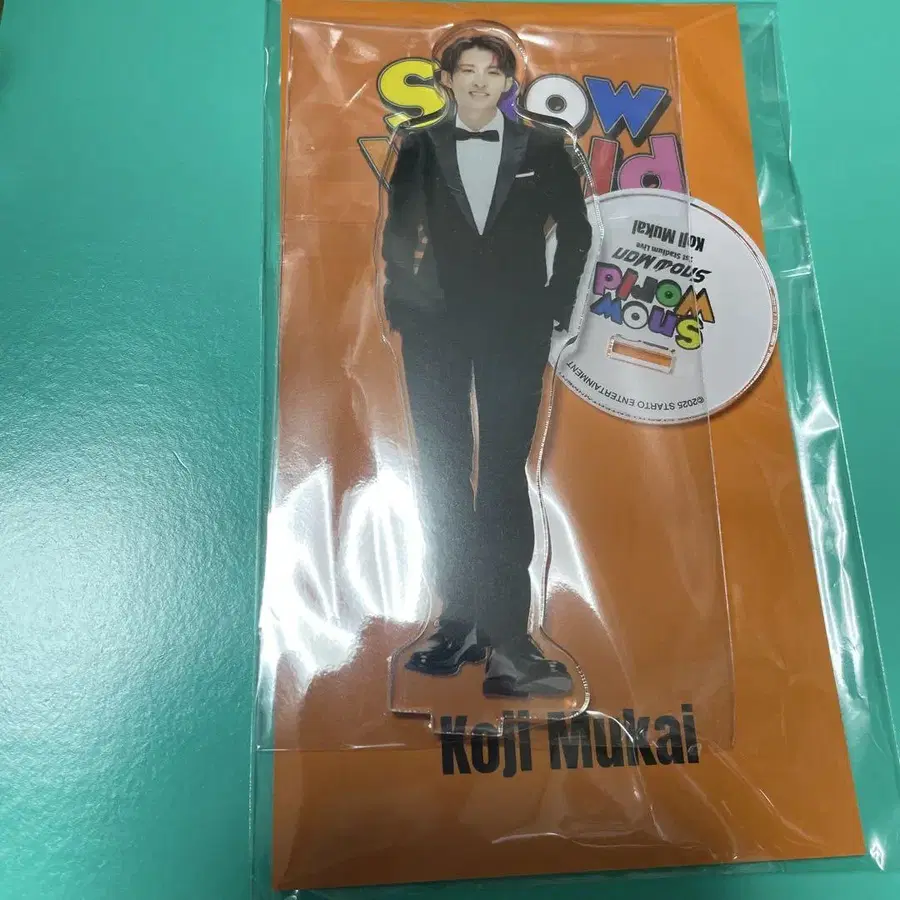 Snow
World
©2025 STARTO ENTERTAINMENT
Snow
World
Snow Man
1st Stadium Live
Koji Mukai
Koji Mukai